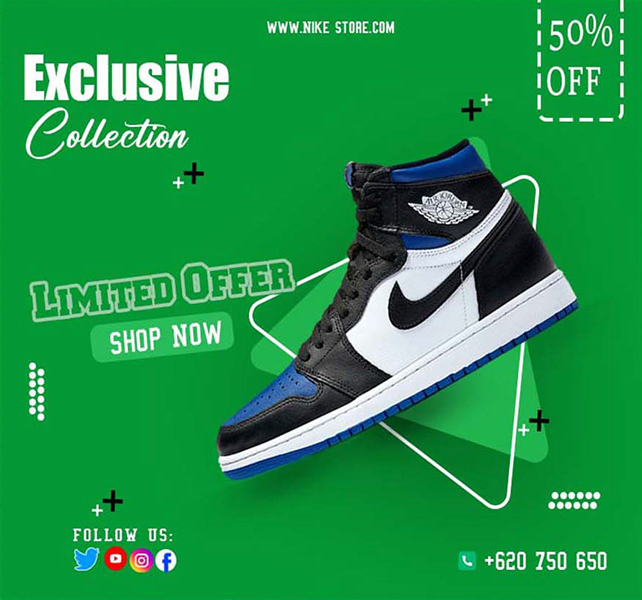 WWW.NIKE STORE.COM
50%
OFF
Exclusive
Collection
LIMITED OFFER
SHOP NOW
FOLLOW US:
+620 750 650